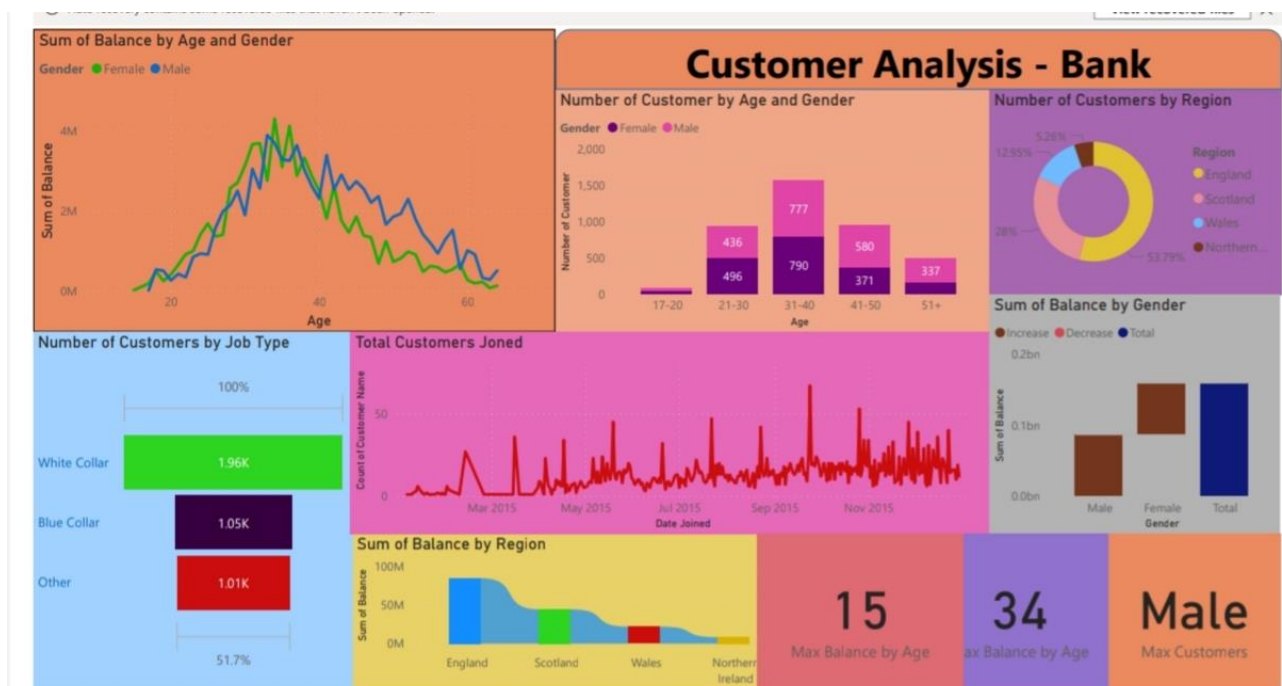 View recovered files
Sum of Balance by Age and Gender
Gender Female Male
4M
2M
0M
Sum of Balance
20 40 60
Age
Customer Analysis - Bank
Number of Customer by Age and Gender
Gender Female Male
2,000
1,500
1,000
500
0
Number of Customer
436 496
777 790
580 371
337
17-20 21-30 31-40 41-50 51+
Age
Number of Customers by Region
5.26%
12.95%
28%
53.79%
Region
England
Scotland
Wales
Northern...
Number of Customers by Job Type
100%
White Collar 1.96K
Blue Collar 1.05K
Other 1.01K
51.7%
Total Customers Joned
50
0
Count of Customer Name
Mar 2015 May 2015 Jul 2015 Sep 2015 Nov 2015
Date Joined
Sum of Balance by Gender
Increase Decrease Total
0.2bn
0.1bn
0.0bn
Sum of Balance
Male Female Total
Gender
Sum of Balance by Region
100M
50M
0M
Sum of Balance
England Scotland Wales Northern
Ireland
15
Max Balance by Age
34
ax Balance by Age
Male
Max Customers